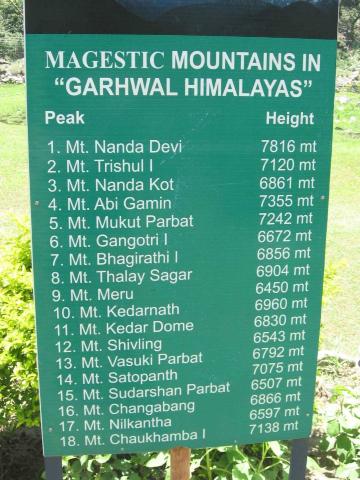 MAGESTIC MOUNTAINS IN
"GARHWAL HIMALAYAS"
Peak Height
1. Mt. Nanda Devi 7816 mt
2. Mt. Trishul I 7120 mt
3. Mt. Nanda Kot 6861 mt
4. Mt. Abi Gamin 7355 mt
5. Mt. Mukut Parbat 7242 mt
6. Mt. Gangotri I 6672 mt
7. Mt. Bhagirathi I 6856 mt
8. Mt. Thalay Sagar 6904 mt
9. Mt. Meru 6450 mt
10. Mt. Kedarnath 6960 mt
11. Mt. Kedar Dome 6830 mt
12. Mt. Shivling 6543 mt
13. Mt. Vasuki Parbat 6792 mt
14. Mt. Satopanth 7075 mt
15. Mt. Sudarshan Parbat 6507 mt
16. Mt. Changabang 6866 mt
17. Mt. Nilkantha 6597 mt
18. Mt. Chaukhamba I 7138 mt